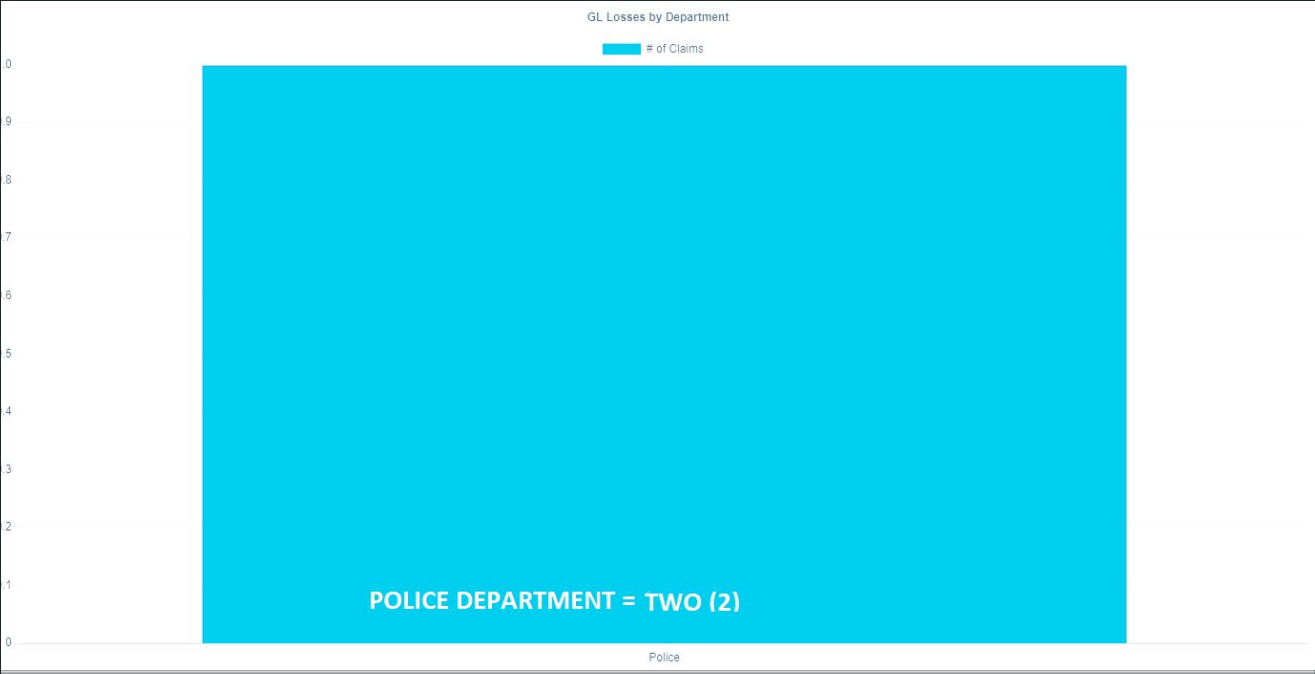 GL Losses by Department
# of Claims
.0
.9
.8
.7
.6
.5
.4
.3
.2
.1
0
POLICE DEPARTMENT = TWO (2)
Police